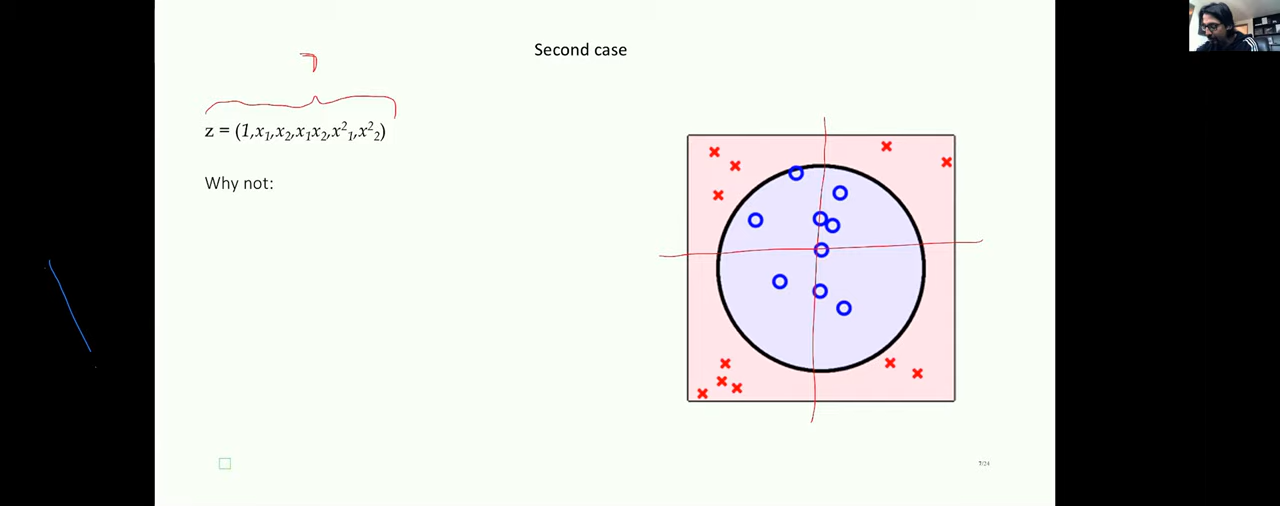 Second case
z = (1,x₁,x₂,x₁x₂,x²₁,x²₂)
Why not:
7/24